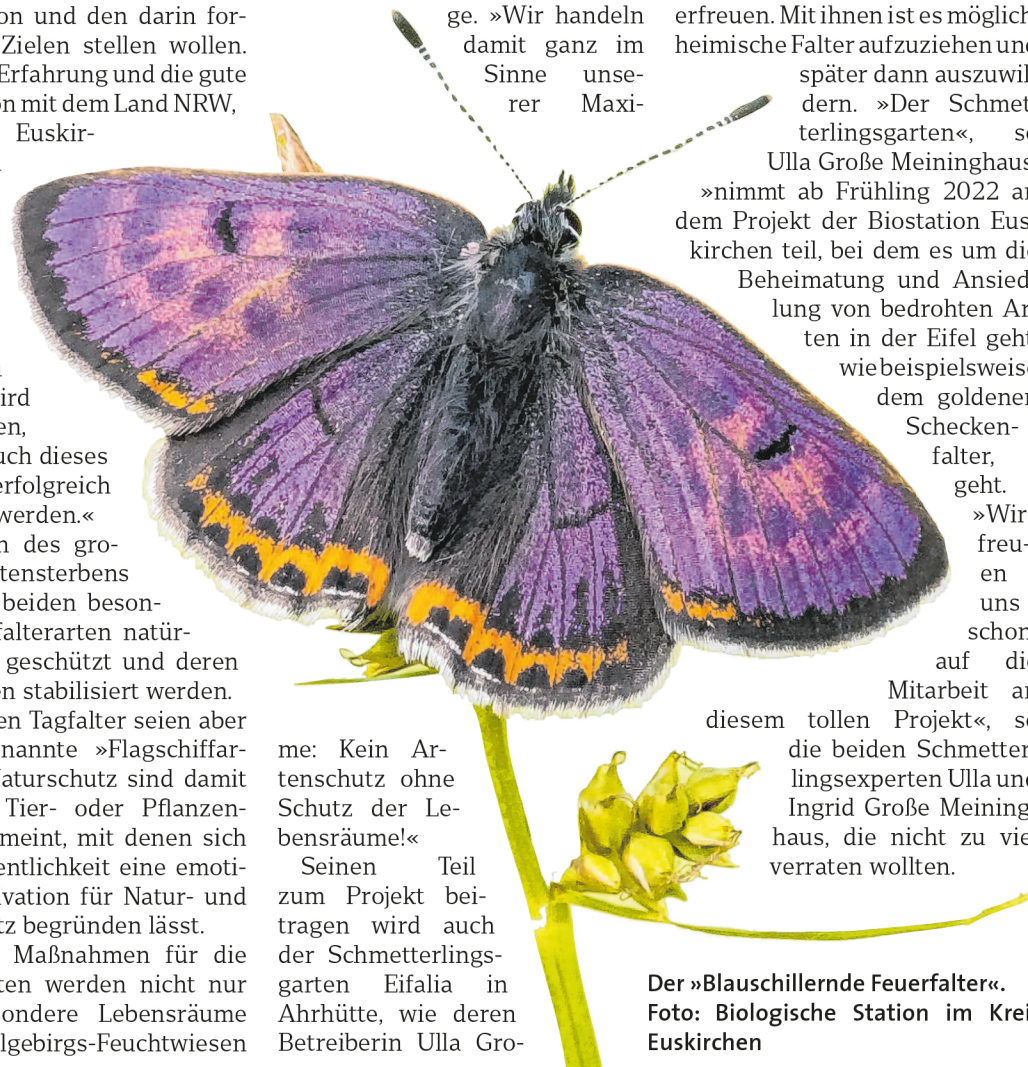 on und den darin for-
Zielen stellen wollen.
Erfahrung und die gute
on mit dem Land NRW,
Euskir-
ird
en,
uch dieses
erfolgreich
werden.«
n des gro-
tensterbens
beiden beson-
falterarten natür-
geschützt und deren
en stabilisiert werden.
en Tagfalter seien aber
nannte »Flagschiffar-
aturschutz sind damit
Tier- oder Pflanzen-
meint, mit denen sich
entlichkeit eine emoti-
vation für Natur- und
tz begründen lässt.
Maßnahmen für die
ten werden nicht nur
ondere Lebensräume
lgebirgs-Feuchtwiesen
ge. »Wir handeln
damit ganz im
Sinne unse-
rer Maxi-
me: Kein Ar-
tenschutz ohne
Schutz der Le-
bensräume!«
Seinen Teil
zum Projekt bei-
tragen wird auch
der Schmetterlings-
garten Eifalia in
Ahrhütte, wie deren
Betreiberin Ulla Gro-
erfreuen. Mit ihnen ist es möglich
heimische Falter aufzuziehen und
später dann auszuwil
dern. »Der Schmet
terlingsgarten«, so
Ulla Große Meininghaus
»nimmt ab Frühling 2022 an
dem Projekt der Biostation Eus
kirchen teil, bei dem es um die
Beheimatung und Ansied
lung von bedrohten Ar
ten in der Eifel geht
wie beispielsweise
dem goldenen
Schecken-
falter,
geht.
»Wir
freu-
en
uns
schon
auf die
Mitarbeit an
diesem tollen Projekt«, so
die beiden Schmetter
lingsexperten Ulla und
Ingrid Große Meining
haus, die nicht zu vie
verraten wollten.
Der »Blauschillernde Feuerfalter«.
Foto: Biologische Station im Krei
Euskirchen